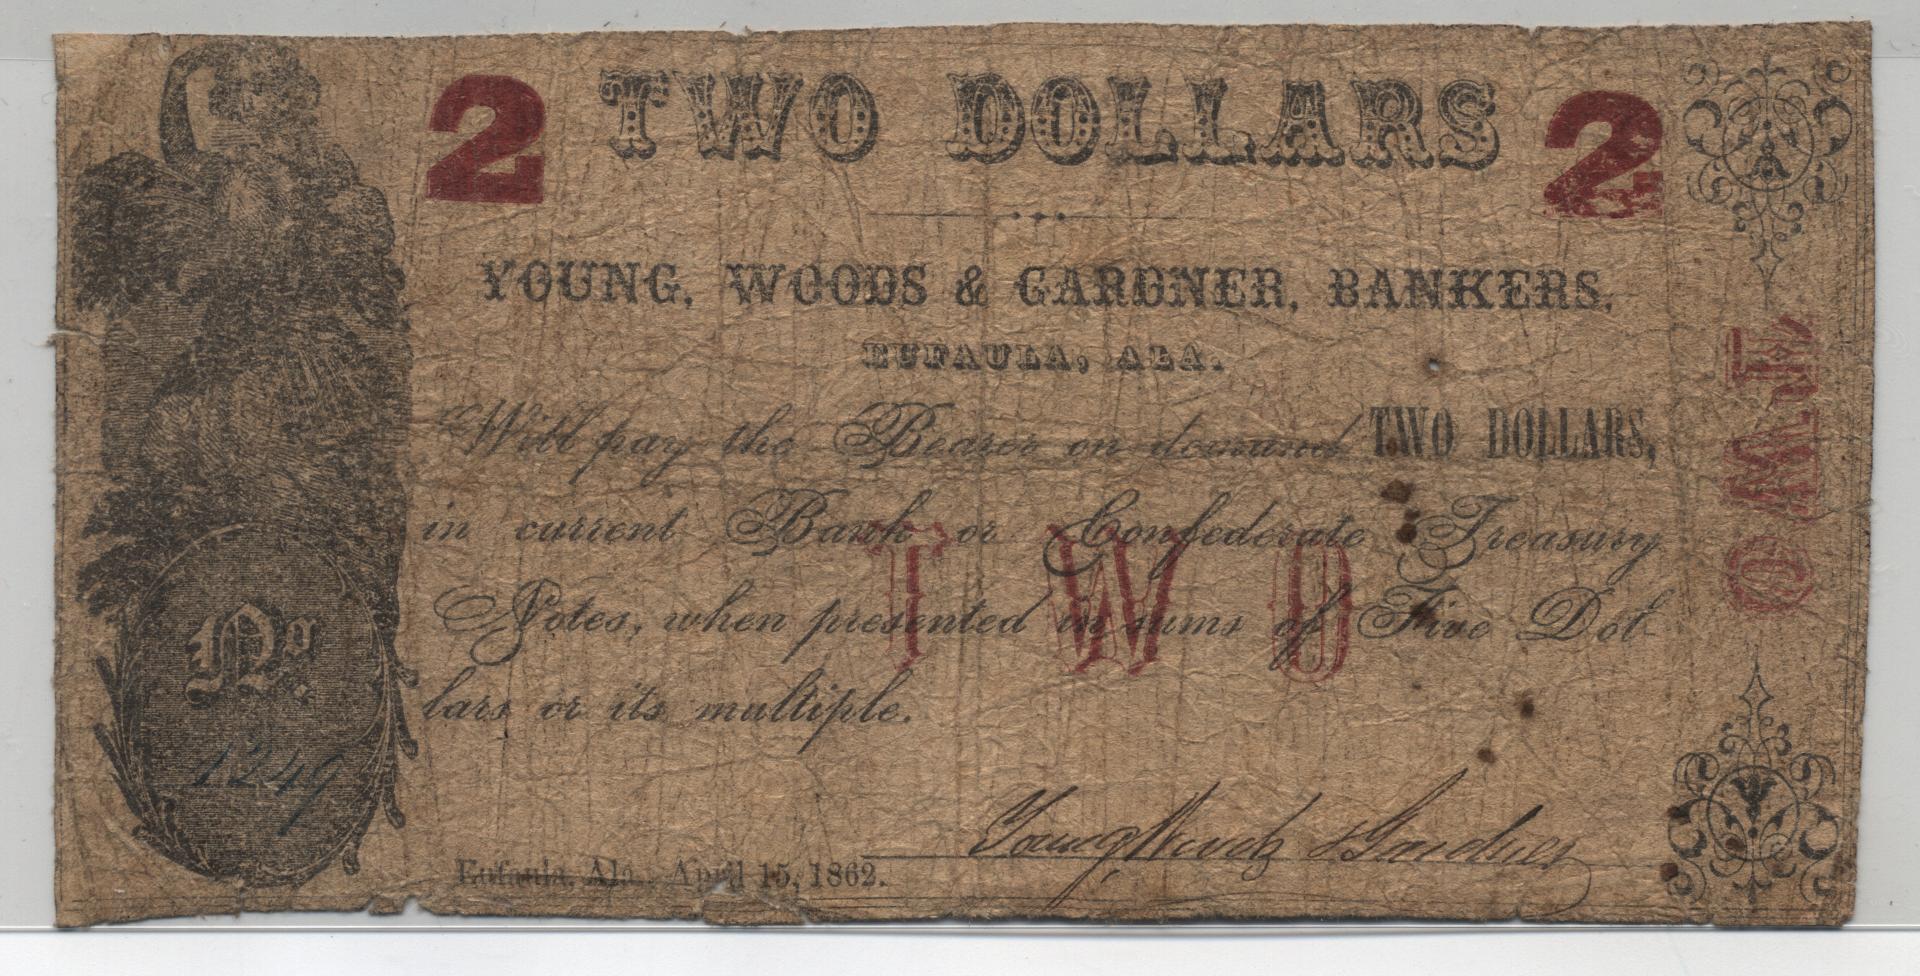 2 TWO DOLLARS 2
YOUNG, WOODS & GARDNER, BANKERS,
EUFAULA, ALA.
Will pay the Bearer on demand TWO DOLLARS,
in current Bank or Confederate Treasury
Notes, when presented in sums of Five Dol-
lars or its multiple.
TWO
TWO
No
1249
Young Woods & Gardner
Eufaula, Ala., April 15, 1862.